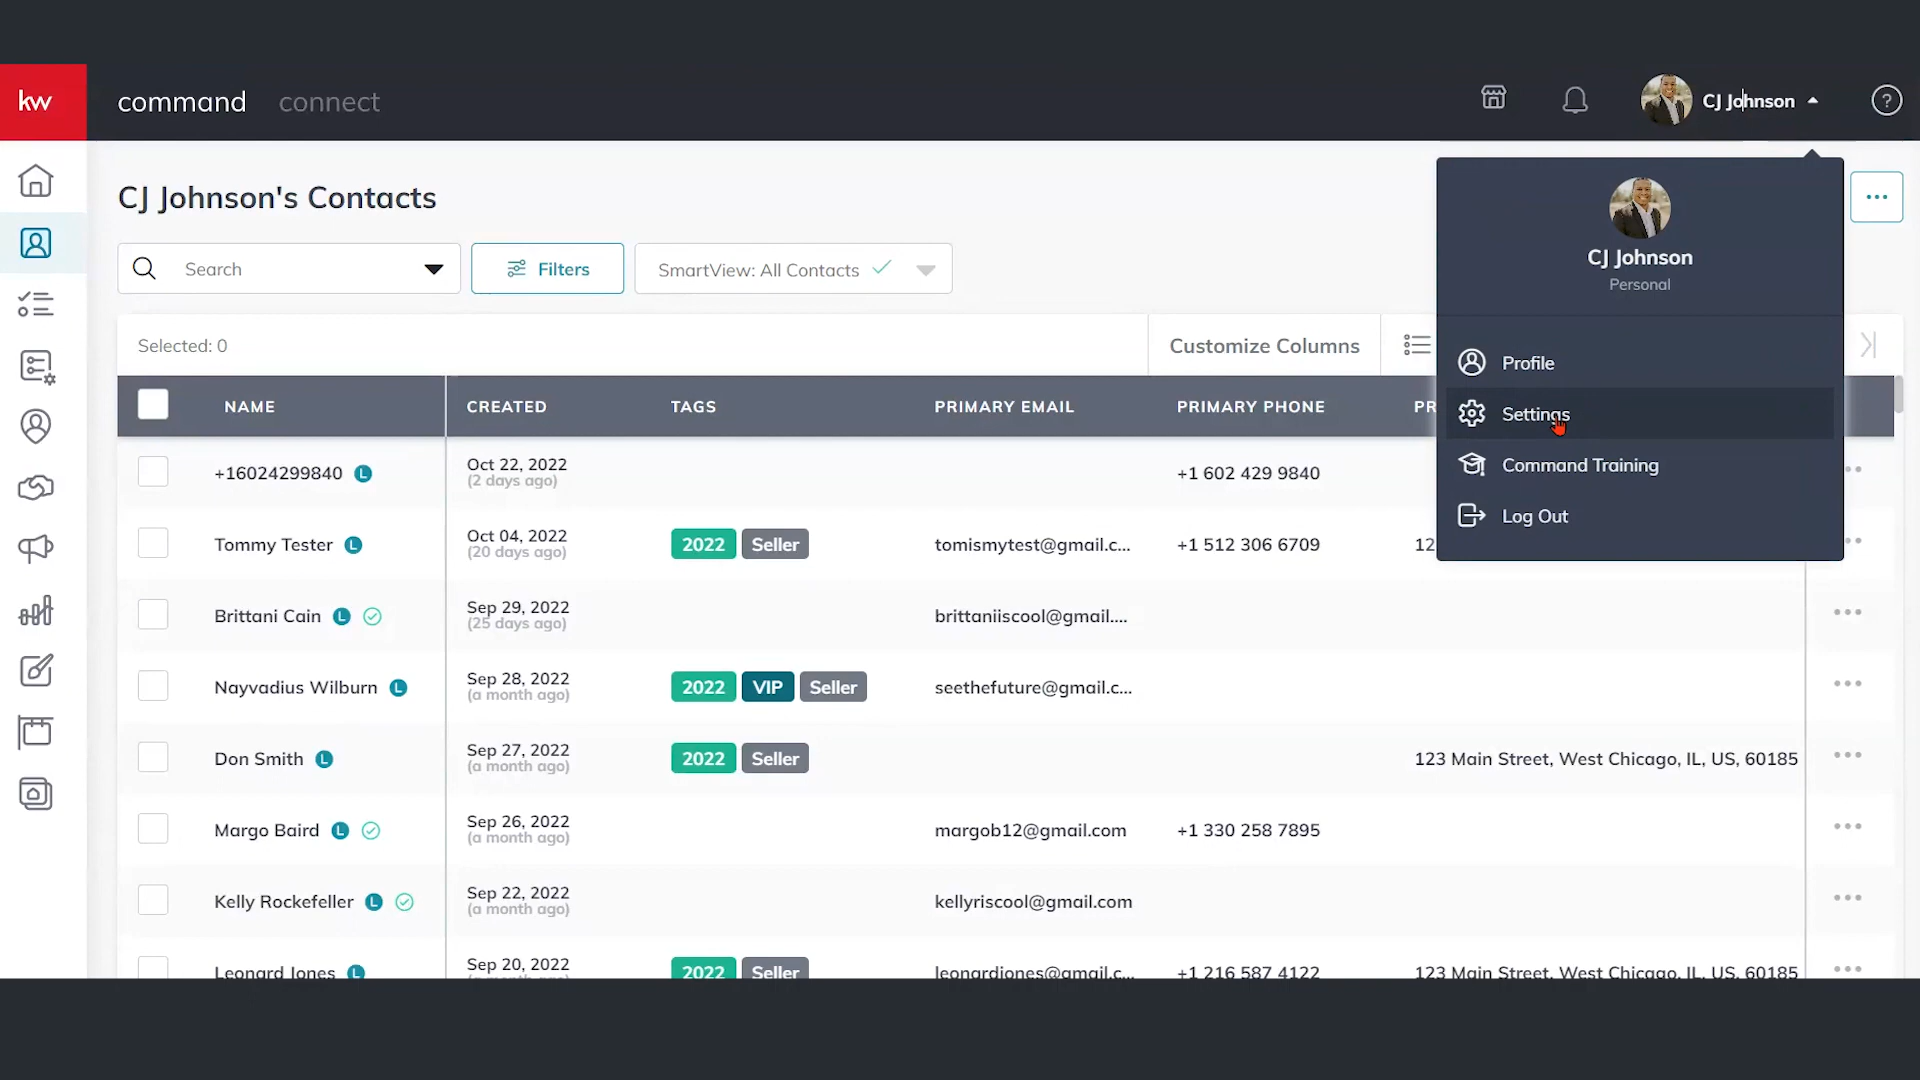 kw command connect CJ Johnson ?
CJ Johnson's Contacts
Search Filters SmartView: All Contacts
CJ Johnson
Personal
Profile
Settings
Command Training
Log Out
Selected: 0 Customize Columns
NAME CREATED TAGS PRIMARY EMAIL PRIMARY PHONE PR
+16024299840 L Oct 22, 2022 +1 602 429 9840
(2 days ago)
Tommy Tester L Oct 04, 2022 2022 Seller tomismytest@gmail.c... +1 512 306 6709 12
(20 days ago)
Brittani Cain L Sep 29, 2022 brittaniiscool@gmail....
(25 days ago)
Nayvadius Wilburn L Sep 28, 2022 2022 VIP Seller seethefuture@gmail.c...
(a month ago)
Don Smith L Sep 27, 2022 2022 Seller 123 Main Street, West Chicago, IL, US, 60185
(a month ago)
Margo Baird L Sep 26, 2022 margob12@gmail.com +1 330 258 7895
(a month ago)
Kelly Rockefeller L Sep 22, 2022 kellyriscool@gmail.com
(a month ago)
Leonard Jones L Sep 20, 2022 2022 Seller leonardjones@gmail.c... +1 216 587 4122 123 Main Street, West Chicago, IL, US, 60185